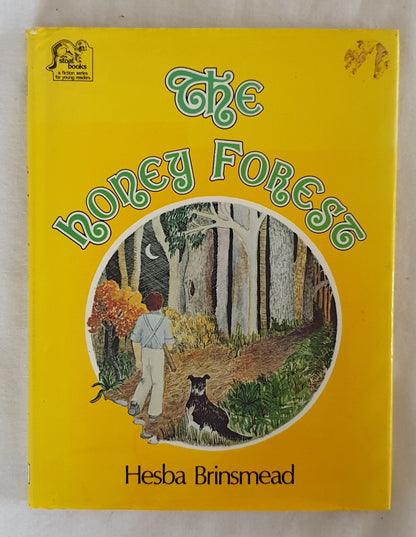 stoat
books
a fiction series
for young readers
The
Honey Forest
Hesba Brinsmead